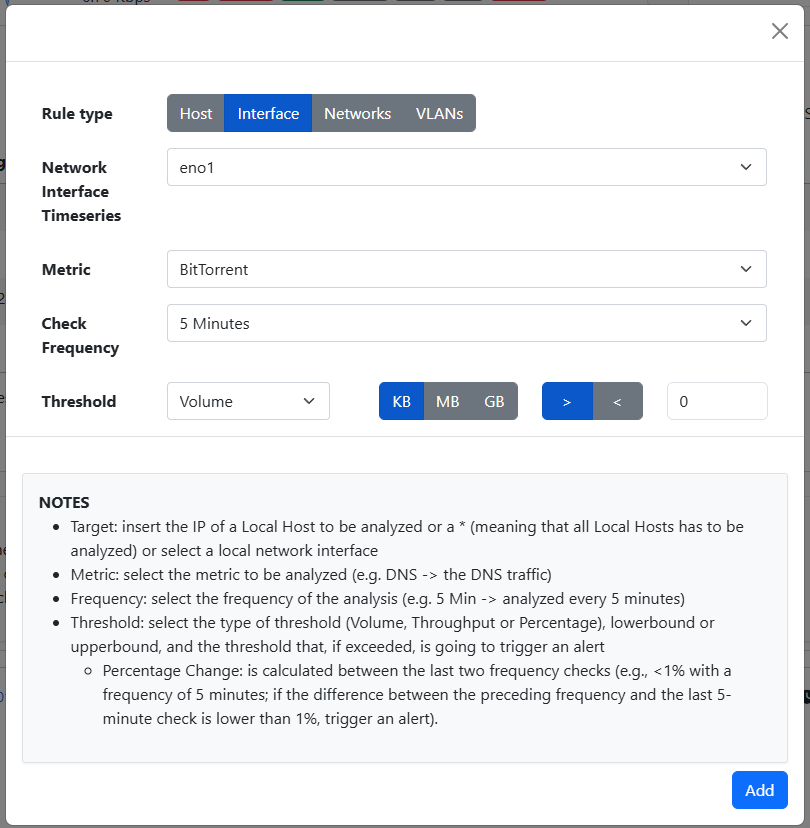 Rule type Host Interface Networks VLANs
Network Interface Timeseries eno1
Metric BitTorrent
Check Frequency 5 Minutes
Threshold Volume KB MB GB > < 0
NOTES
Target: insert the IP of a Local Host to be analyzed or a * (meaning that all Local Hosts has to be
analyzed) or select a local network interface
Metric: select the metric to be analyzed (e.g. DNS -> the DNS traffic)
Frequency: select the frequency of the analysis (e.g. 5 Min -> analyzed every 5 minutes)
Threshold: select the type of threshold (Volume, Throughput or Percentage), lowerbound or
upperbound, and the threshold that, if exceeded, is going to trigger an alert
Percentage Change: is calculated between the last two frequency checks (e.g., <1% with a
frequency of 5 minutes; if the difference between the preceding frequency and the last 5-
minute check is lower than 1%, trigger an alert).
Add